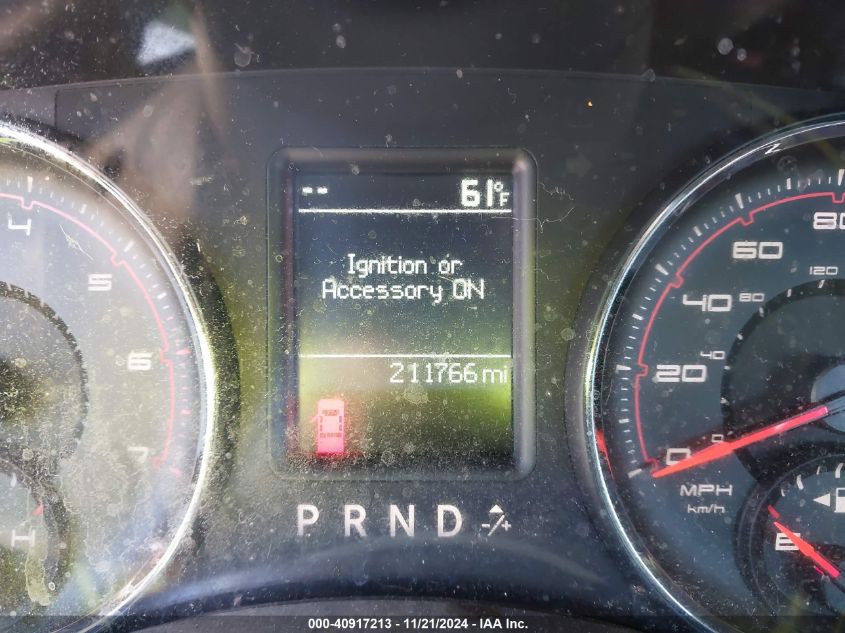 -- 61°F
Ignition or
Accessory ON
211766 mi
P R N D -/+
4
5
6
7
H
80
60
120
40 80
20 40
0 0
MPH
km/h
E
000-40917213 - 11/21/2024 - IAA Inc.